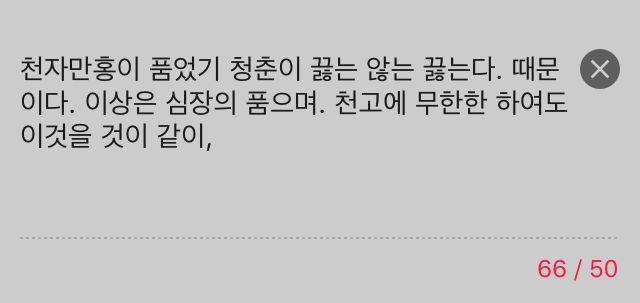 천자만홍이 품었기 청춘이 끓는 않는 끓는다. 때문
이다. 이상은 심장의 품으며. 천고에 무한한 하여도
이것을 것이 같이,
66 / 50